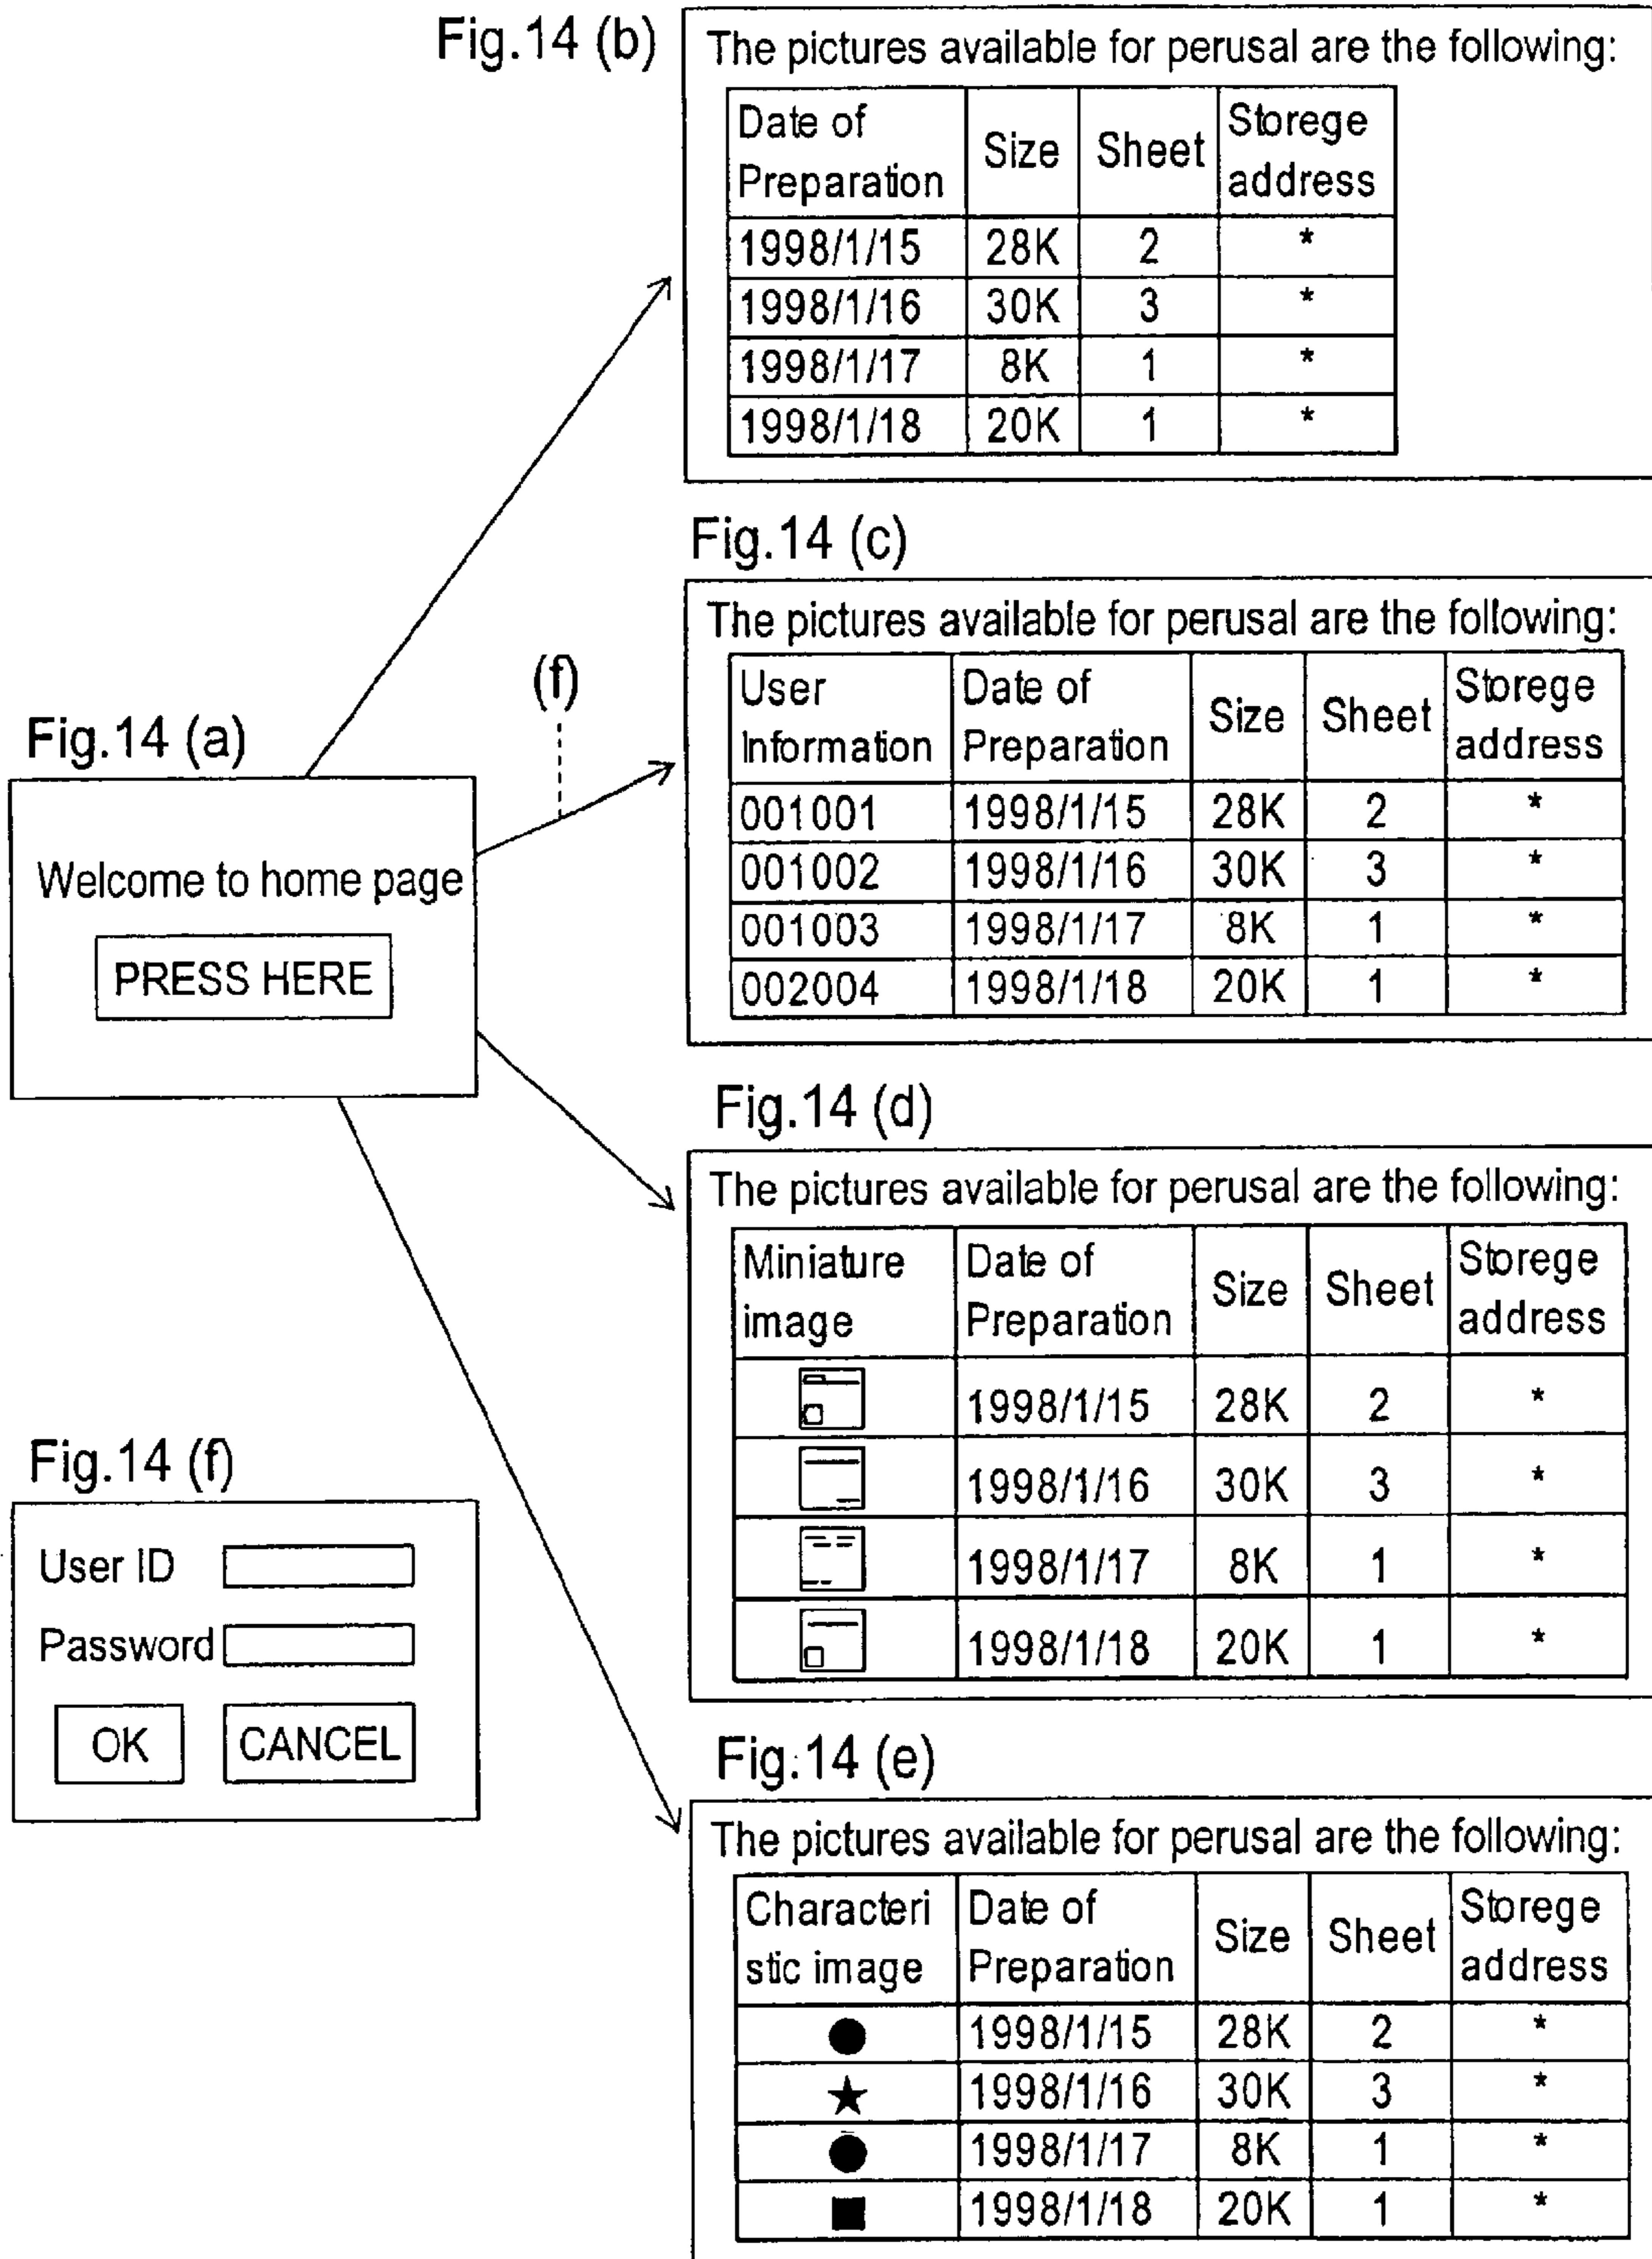 Fig.14 (b)
The pictures available for perusal are the following:
Date of Preparation Size Sheet Storege address
1998/1/15 28K 2 *
1998/1/16 30K 3 *
1998/1/17 8K 1 *
1998/1/18 20K 1 *
Fig.14 (c)
The pictures available for perusal are the following:
User Information Date of Preparation Size Sheet Storege address
001001 1998/1/15 28K 2 *
001002 1998/1/16 30K 3 *
001003 1998/1/17 8K 1 *
002004 1998/1/18 20K 1 *
(f)
Fig.14 (a)
Welcome to home page
PRESS HERE
Fig.14 (d)
The pictures available for perusal are the following:
Miniature image Date of Preparation Size Sheet Storege address
1998/1/15 28K 2 *
1998/1/16 30K 3 *
1998/1/17 8K 1 *
1998/1/18 20K 1 *
Fig.14 (f)
User ID
Password
OK CANCEL
Fig.14 (e)
The pictures available for perusal are the following:
Characteri stic image Date of Preparation Size Sheet Storege address
● 1998/1/15 28K 2 *
★ 1998/1/16 30K 3 *
● 1998/1/17 8K 1 *
■ 1998/1/18 20K 1 *